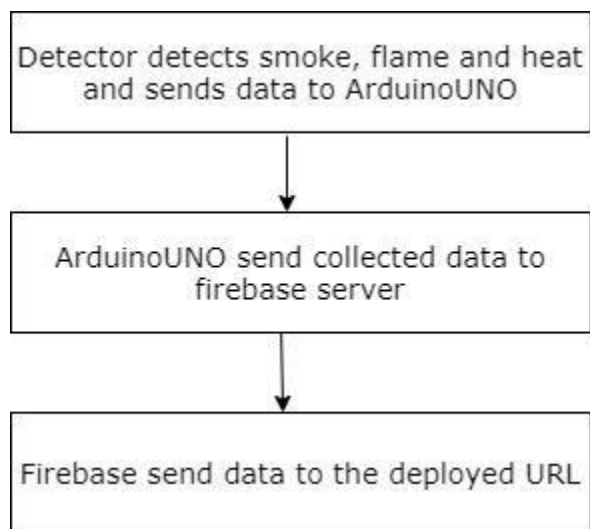 Detector detects smoke, flame and heat
and sends data to ArduinoUNO
ArduinoUNO send collected data to
firebase server
Firebase send data to the deployed URL